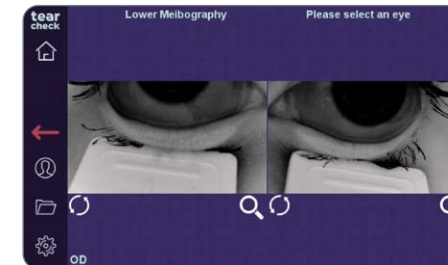 tear
check
Lower Meibography
Please select an eye
OD